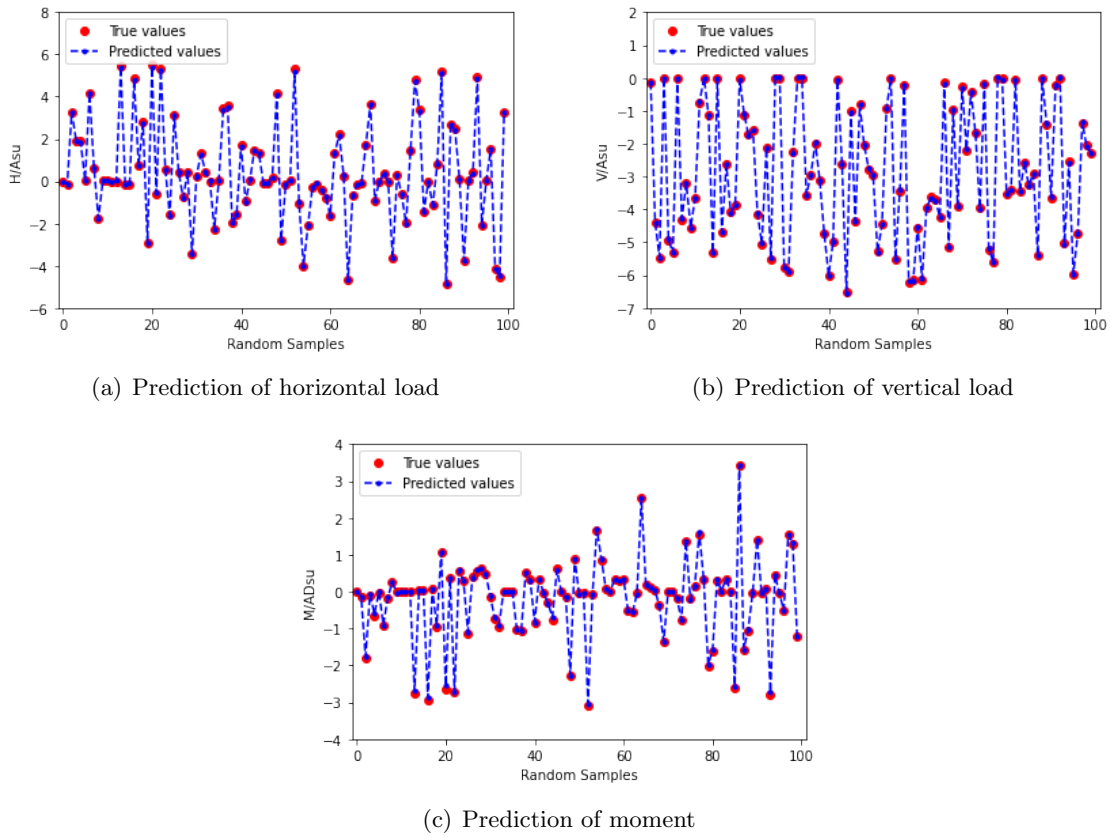 8
6
4
2
0
−2
−4
−6
H/Asu
True values
Predicted values
0 20 40 60 80 100
Random Samples
(a) Prediction of horizontal load
2
1
0
−1
−2
−3
−4
−5
−6
−7
V/Asu
True values
Predicted values
0 20 40 60 80 100
Random Samples
(b) Prediction of vertical load
4
3
2
1
0
−1
−2
−3
−4
M/ADsu
True values
Predicted values
0 20 40 60 80 100
Random Samples
(c) Prediction of moment